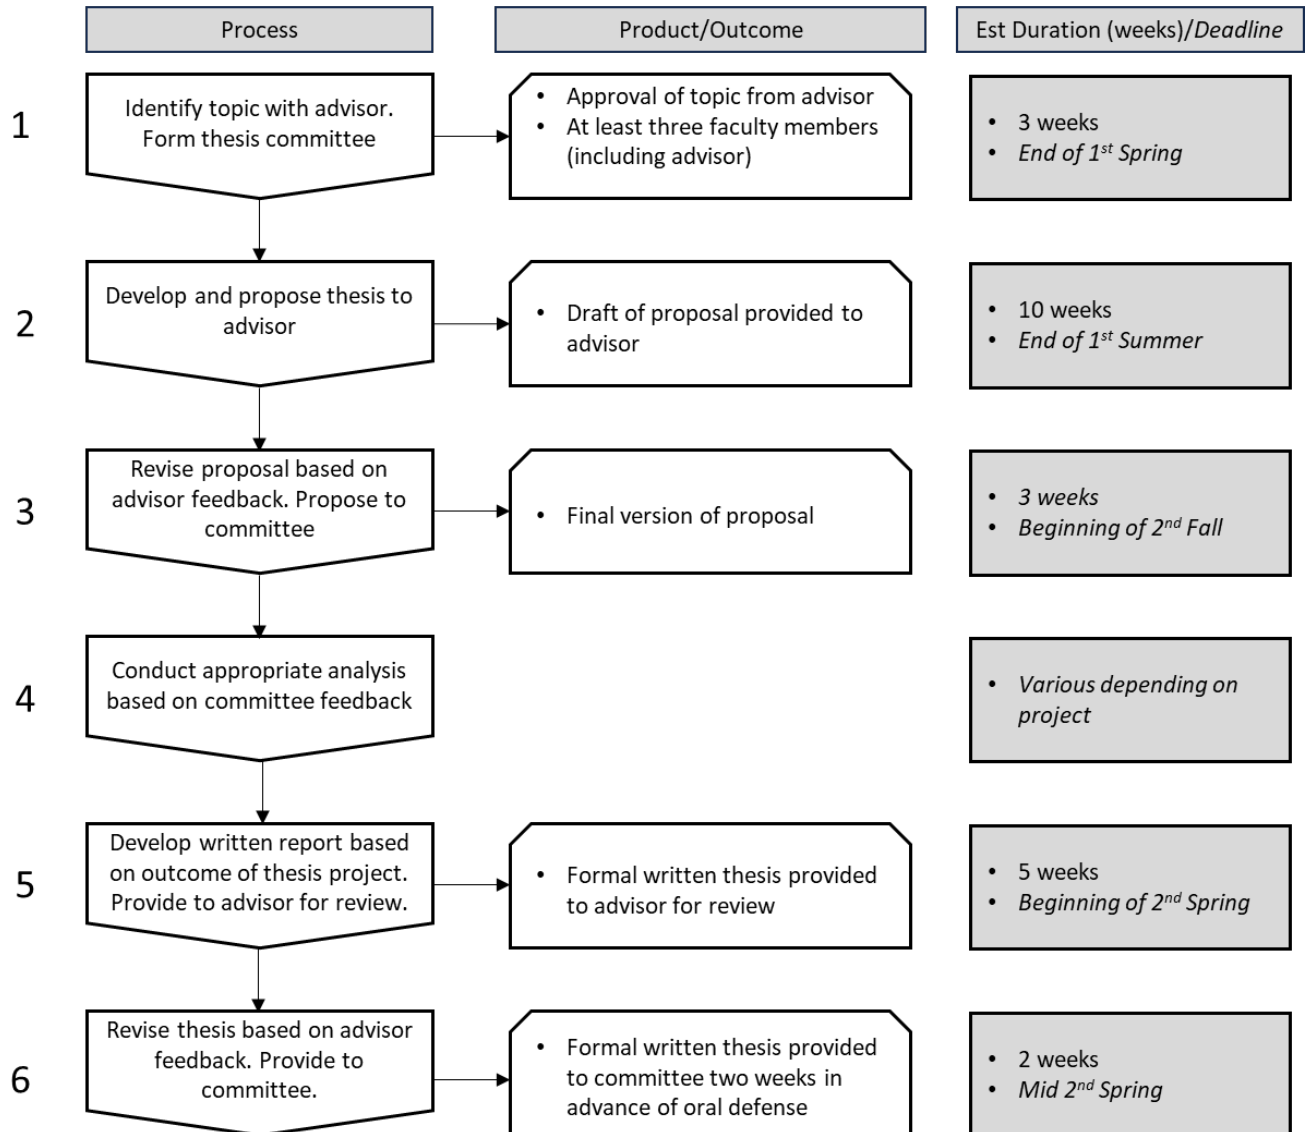 Process
Product/Outcome
Est Duration (weeks)/Deadline
1
Identify topic with advisor.
Form thesis committee
• Approval of topic from advisor
• At least three faculty members
(including advisor)
• 3 weeks
• End of 1st Spring
2
Develop and propose thesis to
advisor
• Draft of proposal provided to
advisor
• 10 weeks
• End of 1st Summer
3
Revise proposal based on
advisor feedback. Propose to
committee
• Final version of proposal
• 3 weeks
• Beginning of 2nd Fall
4
Conduct appropriate analysis
based on committee feedback
• Various depending on
project
5
Develop written report based
on outcome of thesis project.
Provide to advisor for review.
• Formal written thesis provided
to advisor for review
• 5 weeks
• Beginning of 2nd Spring
6
Revise thesis based on advisor
feedback. Provide to
committee.
• Formal written thesis provided
to committee two weeks in
advance of oral defense
• 2 weeks
• Mid 2nd Spring